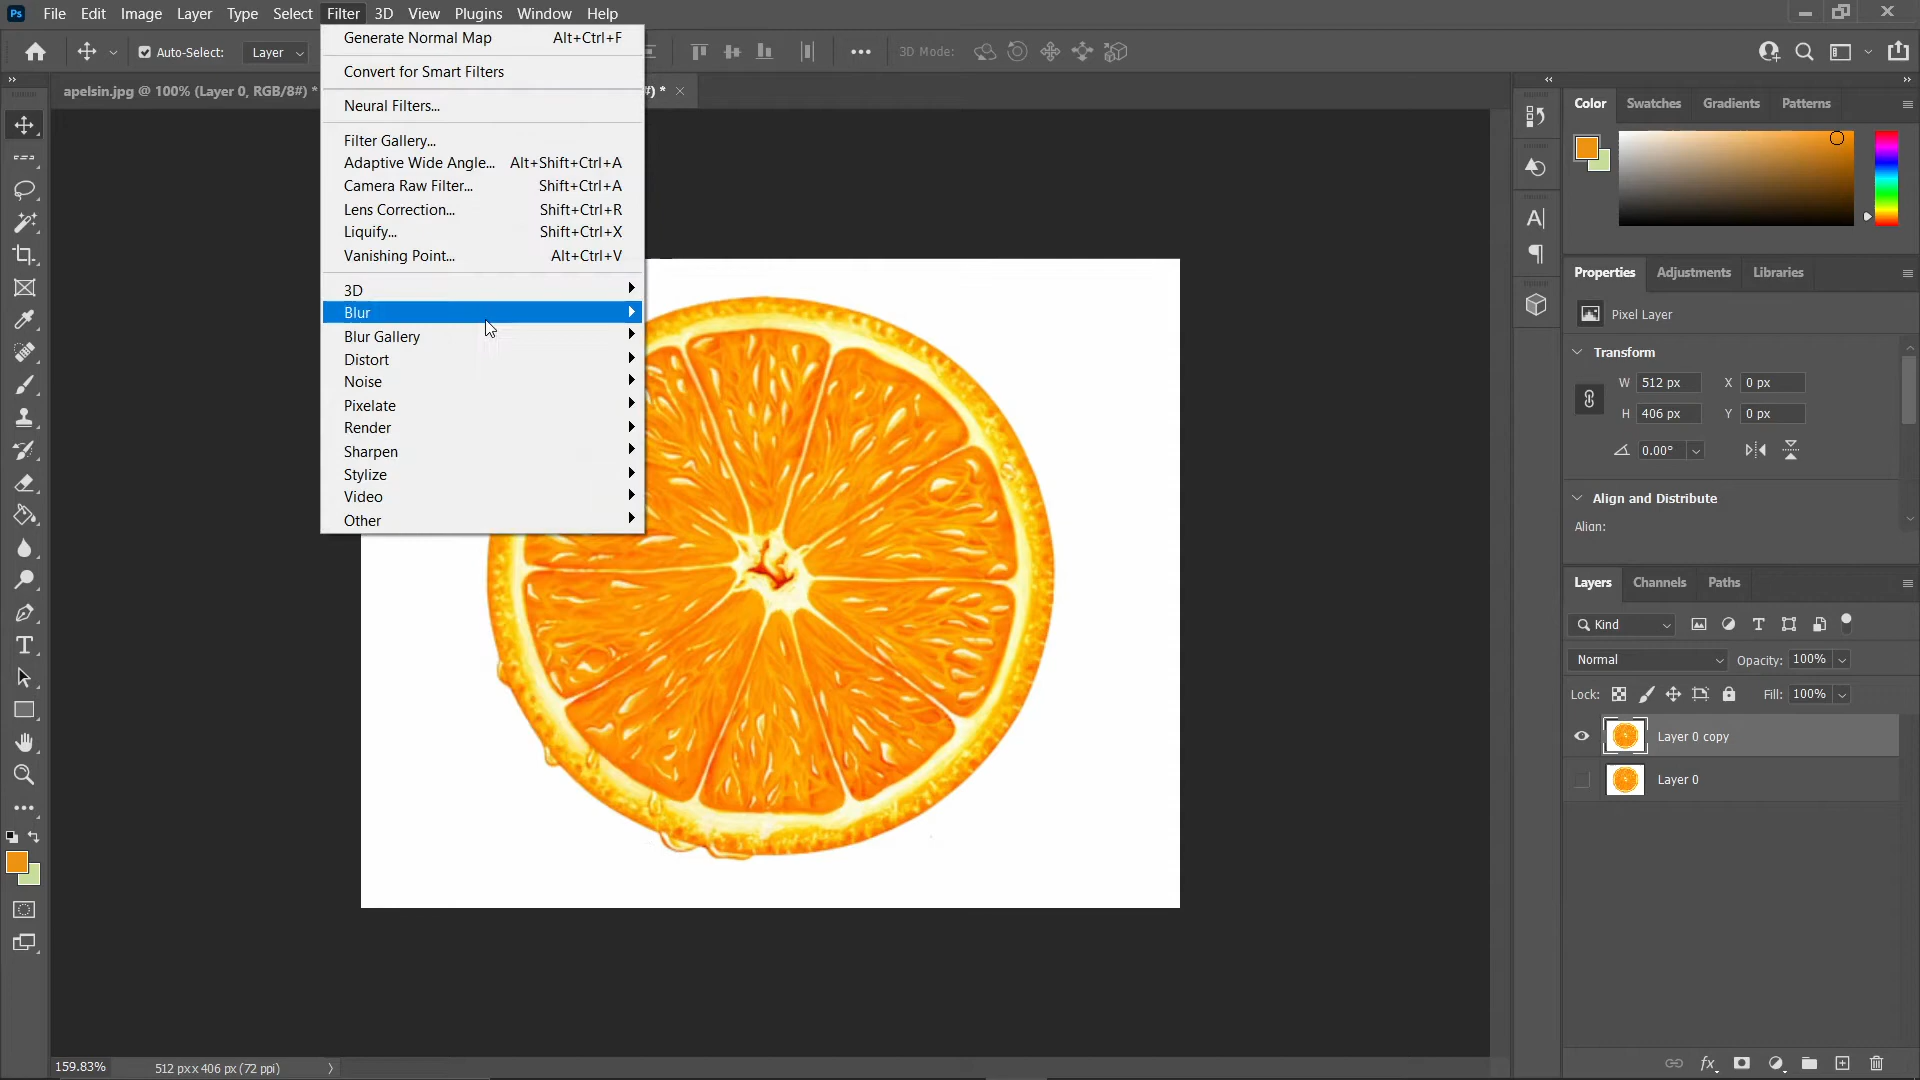 Ps File Edit Image Layer Type Select Filter 3D View Plugins Window Help
Auto-Select: Layer 3D Mode:
apelsin.jpg @ 100% (Layer 0, RGB/8#) * #) * ×
Generate Normal Map Alt+Ctrl+F
Convert for Smart Filters
Neural Filters...
Filter Gallery...
Adaptive Wide Angle... Alt+Shift+Ctrl+A
Camera Raw Filter... Shift+Ctrl+A
Lens Correction... Shift+Ctrl+R
Liquify... Shift+Ctrl+X
Vanishing Point... Alt+Ctrl+V
3D
Blur
Blur Gallery
Distort
Noise
Pixelate
Render
Sharpen
Stylize
Video
Other
Color Swatches Gradients Patterns
Properties Adjustments Libraries
Pixel Layer
Transform
W 512 px X 0 px
H 406 px Y 0 px
0.00°
Align and Distribute
Align:
Layers Channels Paths
Kind
Normal Opacity: 100%
Lock: Fill: 100%
Layer 0 copy
Layer 0
fx
159.83% 512 px x 406 px (72 ppi)